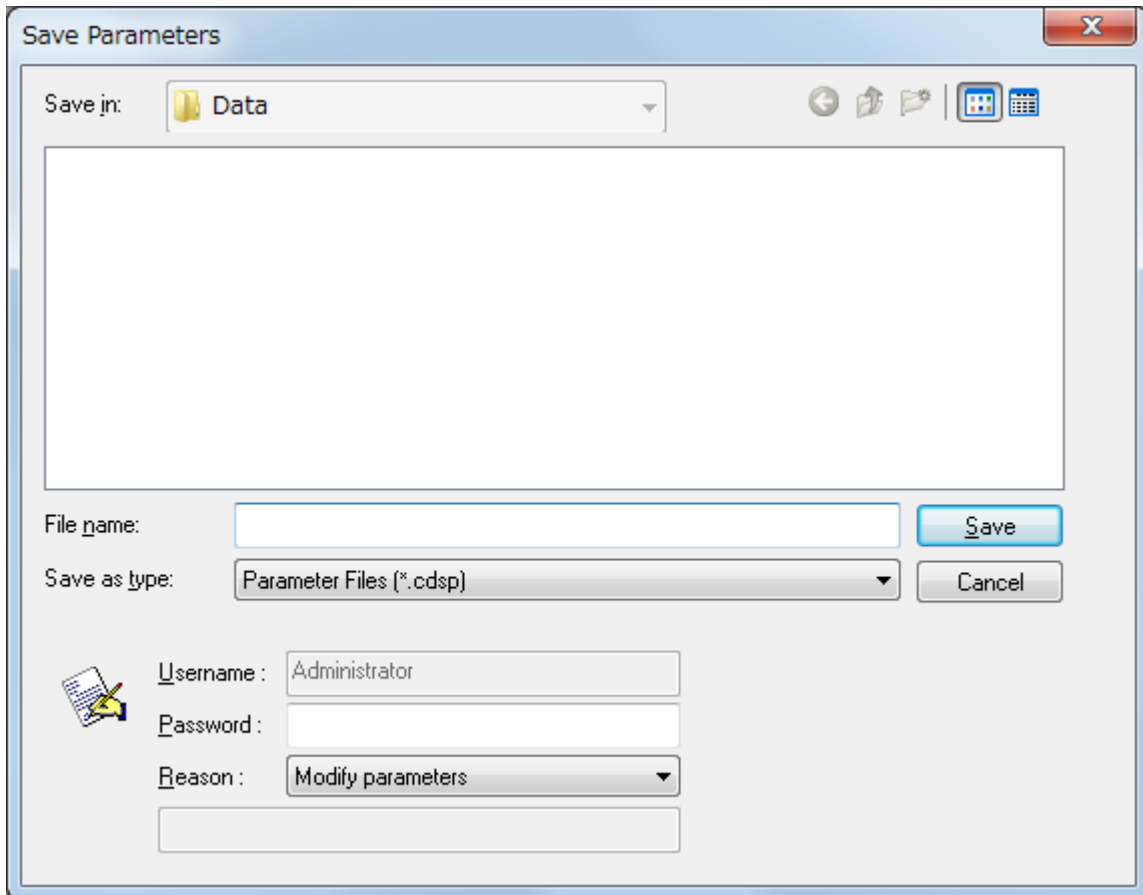 Save Parameters
Save in: Data
File name:
Save
Save as type: Parameter Files (*.cdsp)
Cancel
Username : Administrator
Password :
Reason : Modify parameters